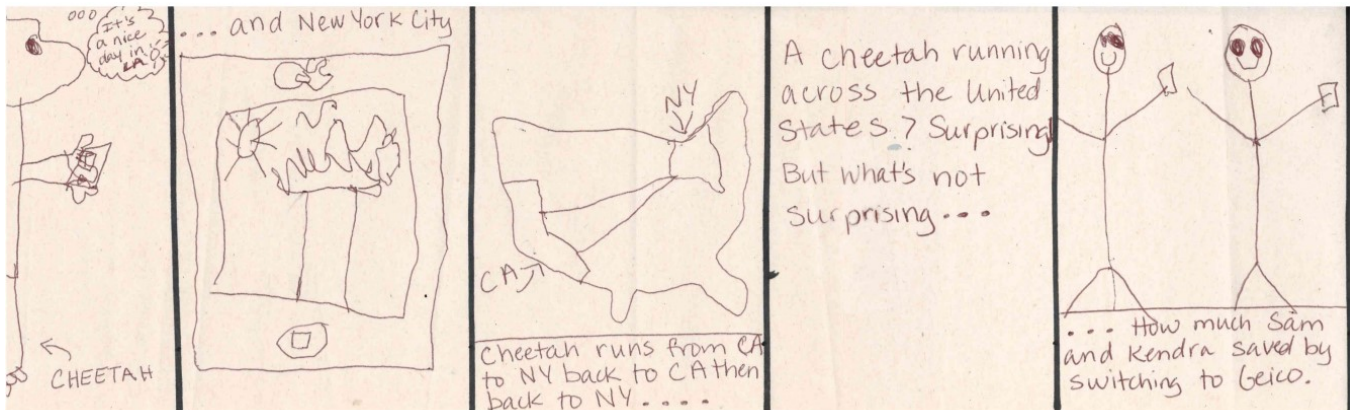 It's
a nice
day in
LA
CHEETAH
... and New York City
NY
CA
Cheetah runs from CA
to NY back to CA then
back to NY ....
A cheetah running
across the United
States? Surprising
But what's not
surprising ...
... How much Sam
and Kendra saved by
switching to Geico.